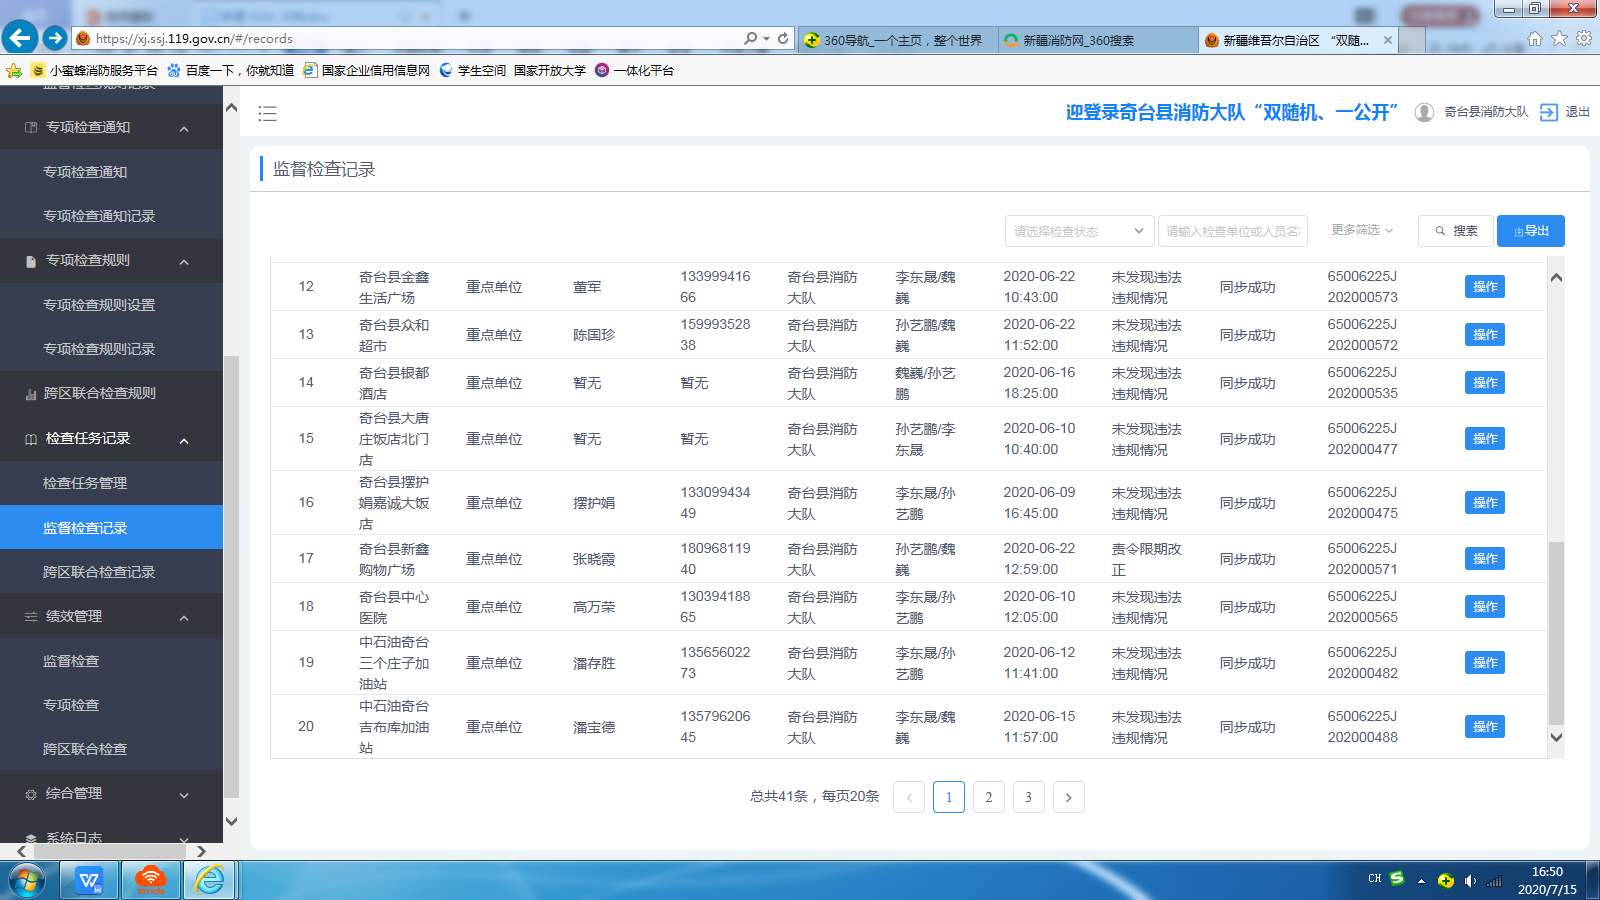 https://xj.ssj.119.gov.cn/#/records
360导航_一个主页，整个世界
新疆消防网_360搜索
新疆维吾尔自治区 “双随...
小蜜蜂消防服务平台
百度一下，你就知道
国家企业信用信息网
学生空间
国家开放大学
一体化平台
监督检查规则记录
专项检查通知
专项检查通知
专项检查通知记录
专项检查规则
专项检查规则设置
专项检查规则记录
跨区联合检查规则
检查任务记录
检查任务管理
监督检查记录
跨区联合检查记录
绩效管理
监督检查
专项检查
跨区联合检查
综合管理
系统日志
迎登录奇台县消防大队“双随机、一公开”
奇台县消防大队
退出
监督检查记录
请选择检查状态
请输入检查单位或人员名称
更多筛选
搜索
导出
12 奇台县金鑫 重点单位 董军 133999416 奇台县消防 李东晟/魏 2020-06-22 未发现违法 同步成功 65006225J 操作
生活广场 66 大队 巍 10:43:00 违规情况 202000573
13 奇台县众和 重点单位 陈国珍 159993528 奇台县消防 孙艺鹏/魏 2020-06-22 未发现违法 同步成功 65006225J 操作
超市 38 大队 巍 11:52:00 违规情况 202000572
14 奇台县银都 重点单位 暂无 暂无 奇台县消防 魏巍/孙艺 2020-06-16 未发现违法 同步成功 65006225J 操作
酒店 大队 鹏 18:25:00 违规情况 202000535
15 奇台县大唐 重点单位 暂无 暂无 奇台县消防 孙艺鹏/李 2020-06-10 未发现违法 同步成功 65006225J 操作
庄饭店北门 大队 东晟 10:40:00 违规情况 202000477
店
16 奇台县摆护 重点单位 摆护娟 133099434 奇台县消防 李东晟/孙 2020-06-09 未发现违法 同步成功 65006225J 操作
娟嘉诚大饭 49 大队 艺鹏 16:45:00 违规情况 202000475
店
17 奇台县新鑫 重点单位 张晓霞 180968119 奇台县消防 孙艺鹏/魏 2020-06-22 责令限期改 同步成功 65006225J 操作
购物广场 40 大队 巍 12:59:00 正 202000571
18 奇台县中心 重点单位 高万荣 130394188 奇台县消防 李东晟/孙 2020-06-10 未发现违法 同步成功 65006225J 操作
医院 65 大队 艺鹏 12:05:00 违规情况 202000565
19 中石油奇台 重点单位 潘存胜 135656022 奇台县消防 李东晟/孙 2020-06-12 未发现违法 同步成功 65006225J 操作
三个庄子加 73 大队 艺鹏 11:41:00 违规情况 202000482
油站
20 中石油奇台 重点单位 潘宝德 135796206 奇台县消防 李东晟/魏 2020-06-15 未发现违法 同步成功 65006225J 操作
吉布库加油 45 大队 巍 11:57:00 违规情况 202000488
站
总共41条，每页20条 1 2 3
CH
16:50
2020/7/15